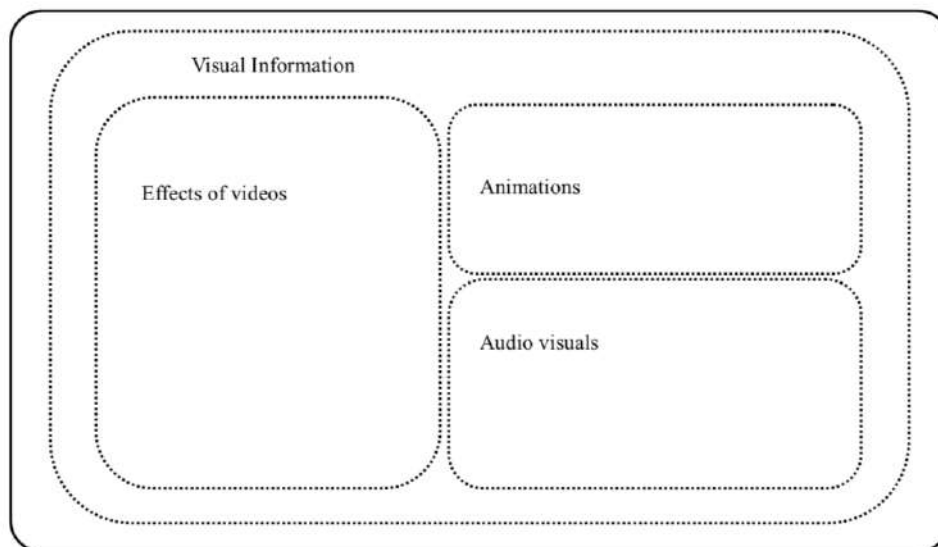 Visual Information
Effects of videos
Animations
Audio visuals